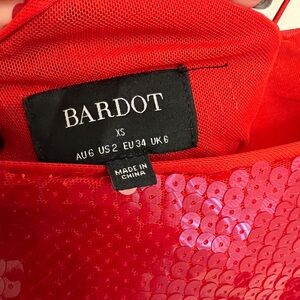 BARDOT
XS
AU6 US2 EU34 UK6
MADE IN
CHINA